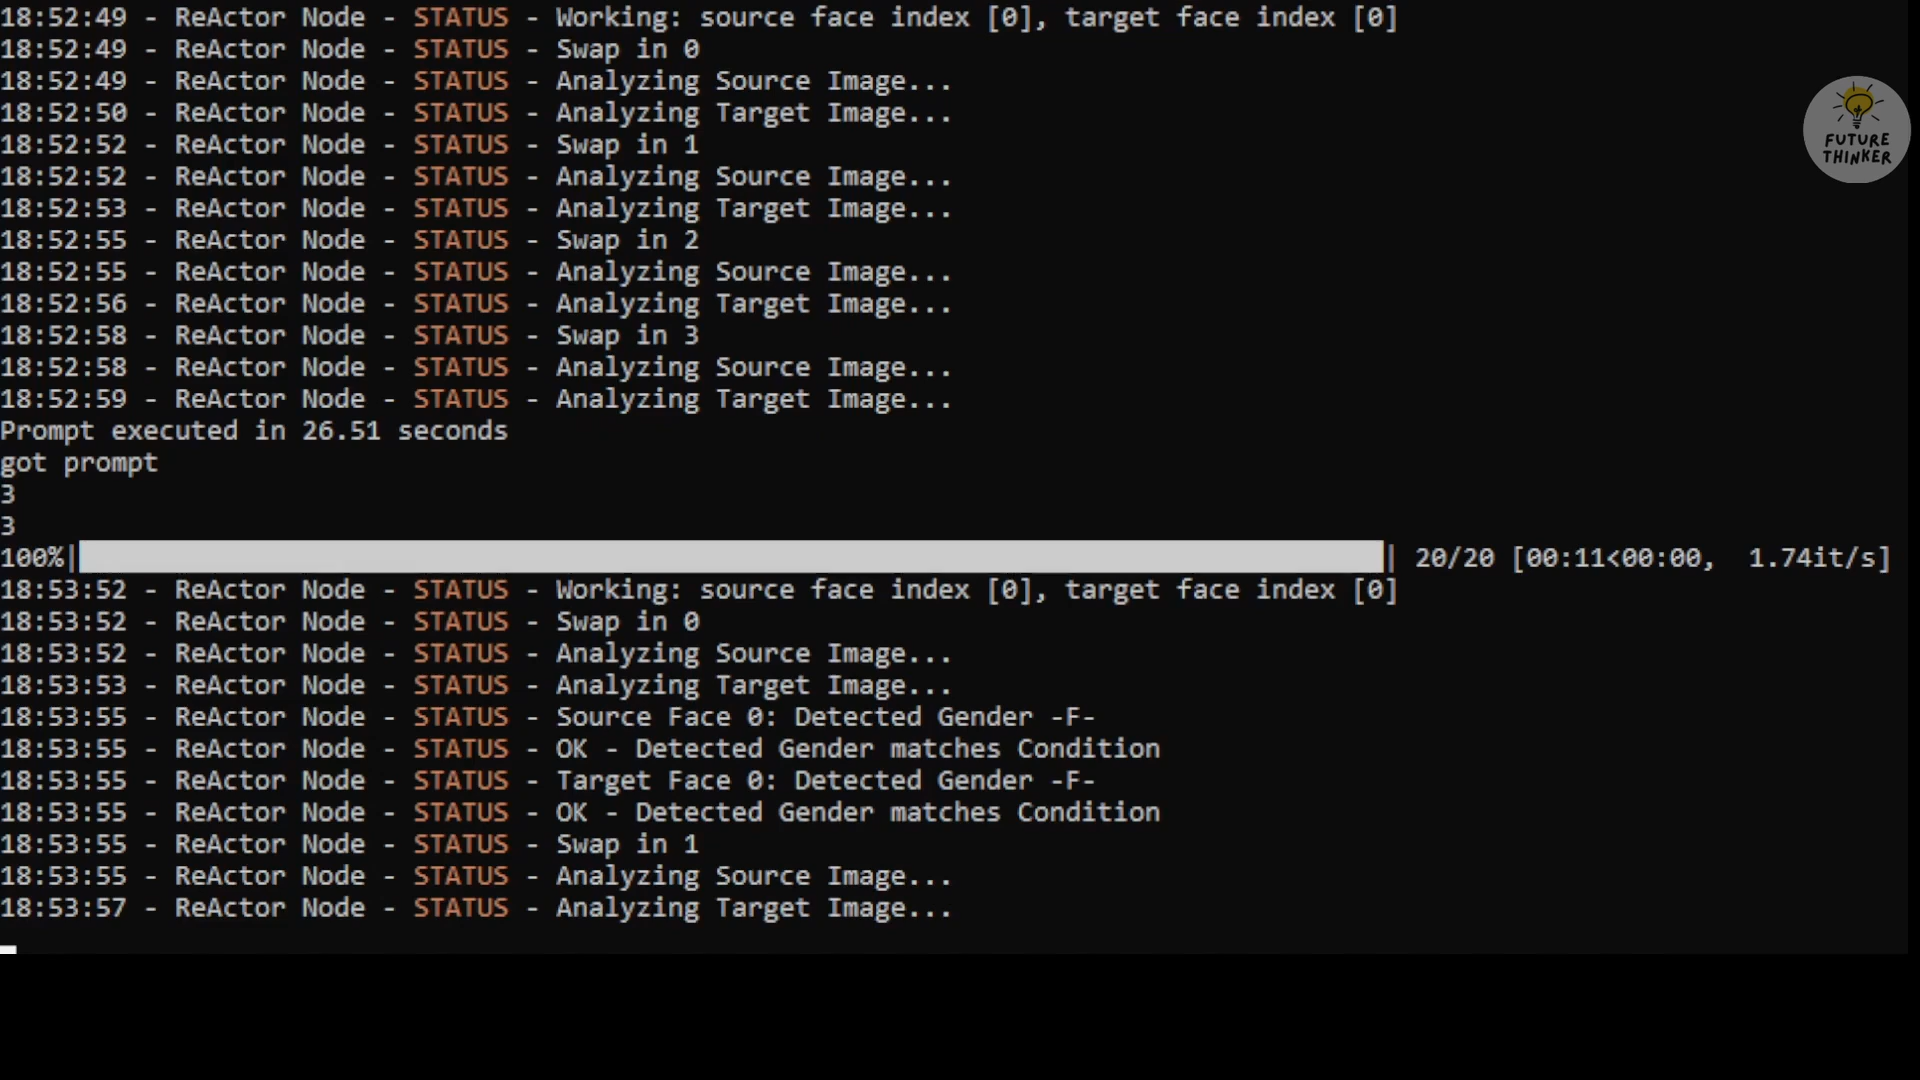 18:52:49 - ReActor Node - STATUS - Working: source face index [0], target face index [0]
18:52:49 - ReActor Node - STATUS - Swap in 0
18:52:49 - ReActor Node - STATUS - Analyzing Source Image...
18:52:50 - ReActor Node - STATUS - Analyzing Target Image...
18:52:52 - ReActor Node - STATUS - Swap in 1
18:52:52 - ReActor Node - STATUS - Analyzing Source Image...
18:52:53 - ReActor Node - STATUS - Analyzing Target Image...
18:52:55 - ReActor Node - STATUS - Swap in 2
18:52:55 - ReActor Node - STATUS - Analyzing Source Image...
18:52:56 - ReActor Node - STATUS - Analyzing Target Image...
18:52:58 - ReActor Node - STATUS - Swap in 3
18:52:58 - ReActor Node - STATUS - Analyzing Source Image...
18:52:59 - ReActor Node - STATUS - Analyzing Target Image...
Prompt executed in 26.51 seconds
got prompt
3
3
100%| | 20/20 [00:11<00:00, 1.74it/s]
18:53:52 - ReActor Node - STATUS - Working: source face index [0], target face index [0]
18:53:52 - ReActor Node - STATUS - Swap in 0
18:53:52 - ReActor Node - STATUS - Analyzing Source Image...
18:53:53 - ReActor Node - STATUS - Analyzing Target Image...
18:53:55 - ReActor Node - STATUS - Source Face 0: Detected Gender -F-
18:53:55 - ReActor Node - STATUS - OK - Detected Gender matches Condition
18:53:55 - ReActor Node - STATUS - Target Face 0: Detected Gender -F-
18:53:55 - ReActor Node - STATUS - OK - Detected Gender matches Condition
18:53:55 - ReActor Node - STATUS - Swap in 1
18:53:55 - ReActor Node - STATUS - Analyzing Source Image...
18:53:57 - ReActor Node - STATUS - Analyzing Target Image...
FUTURE
THINKER